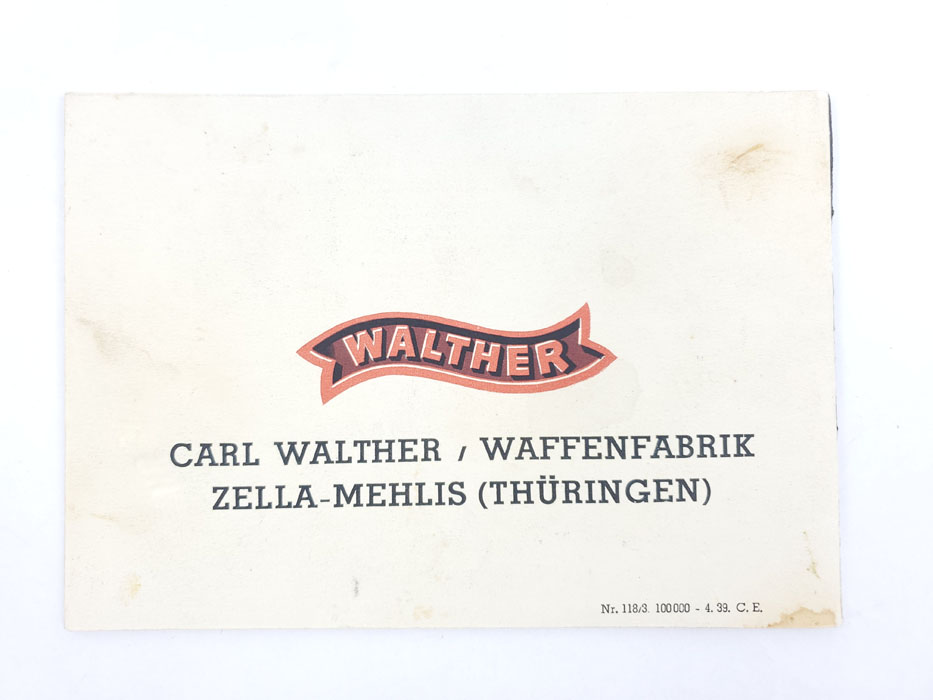 WALTHER
CARL WALTHER / WAFFENFABRIK
ZELLA-MEHLIS (THÜRINGEN)
Nr. 118/3. 100000 - 4. 39. C. E.